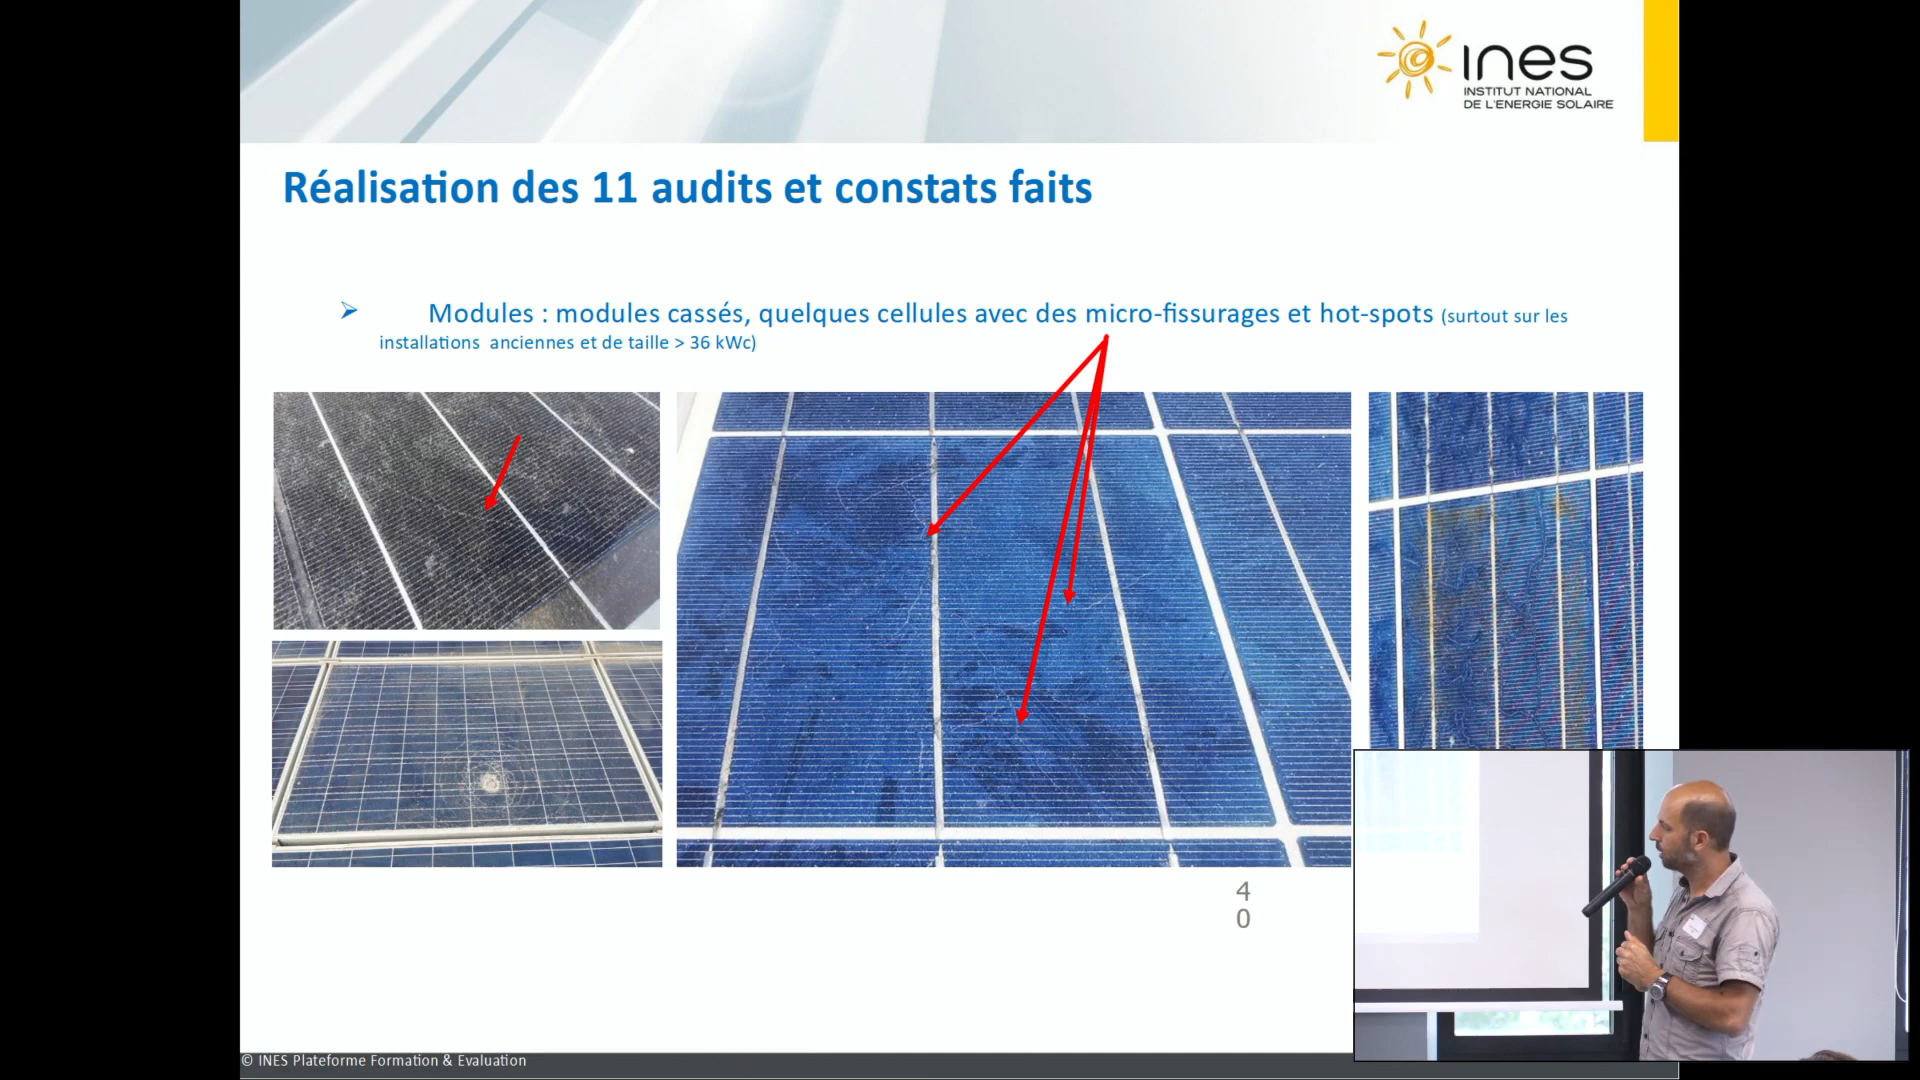 ines
INSTITUT NATIONAL
DE L'ENERGIE SOLAIRE
Réalisation des 11 audits et constats faits
Modules : modules cassés, quelques cellules avec des micro-fissurages et hot-spots (surtout sur les
installations anciennes et de taille > 36 kWc)
4
0
© INES Plateforme Formation & Evaluation